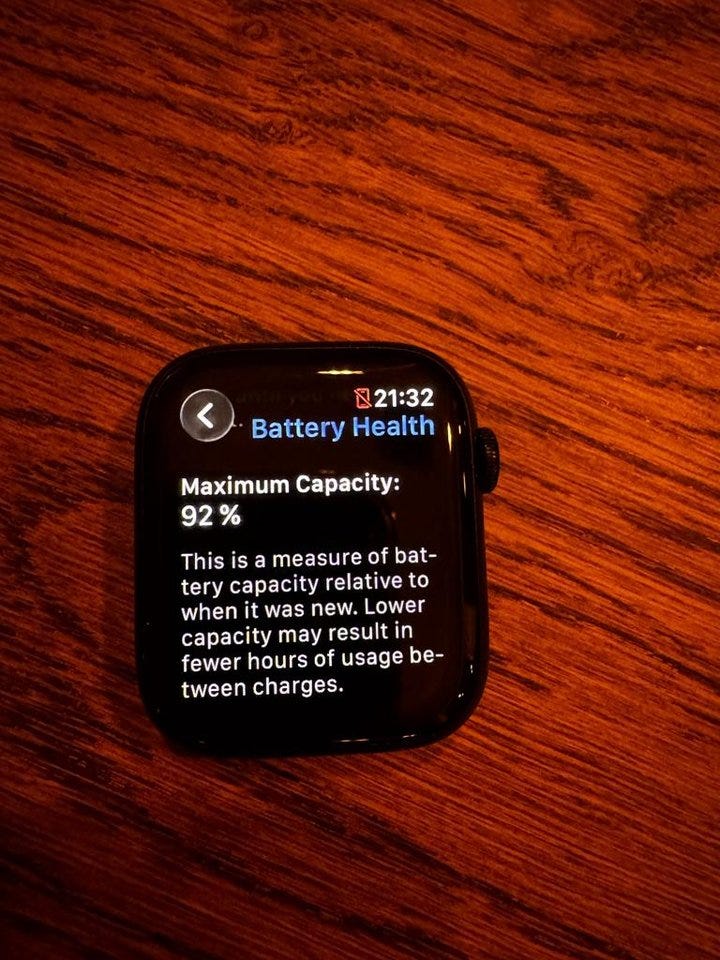 21:32
Battery Health
Maximum Capacity:
92 %
This is a measure of bat-
tery capacity relative to
when it was new. Lower
capacity may result in
fewer hours of usage be-
tween charges.